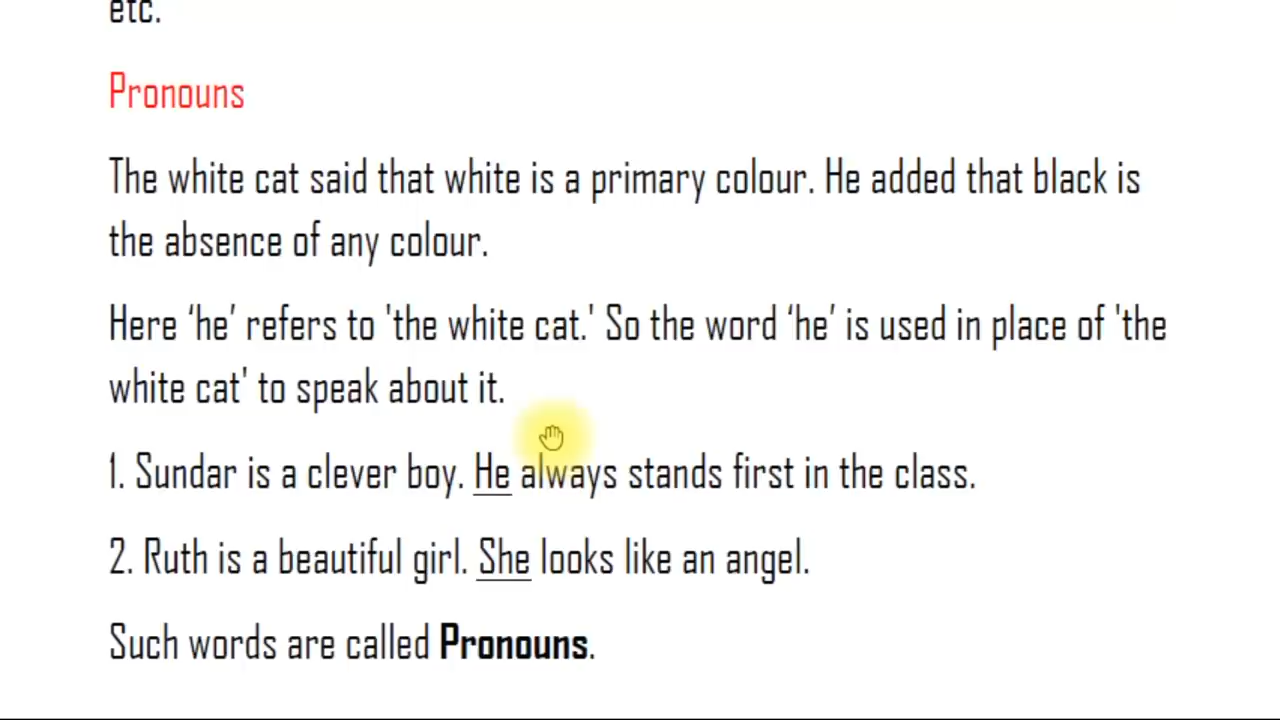 etc.
Pronouns
The white cat said that white is a primary colour. He added that black is
the absence of any colour.
Here ‘he’ refers to 'the white cat.' So the word ‘he’ is used in place of 'the
white cat' to speak about it.
1. Sundar is a clever boy. He always stands first in the class.
2. Ruth is a beautiful girl. She looks like an angel.
Such words are called Pronouns.